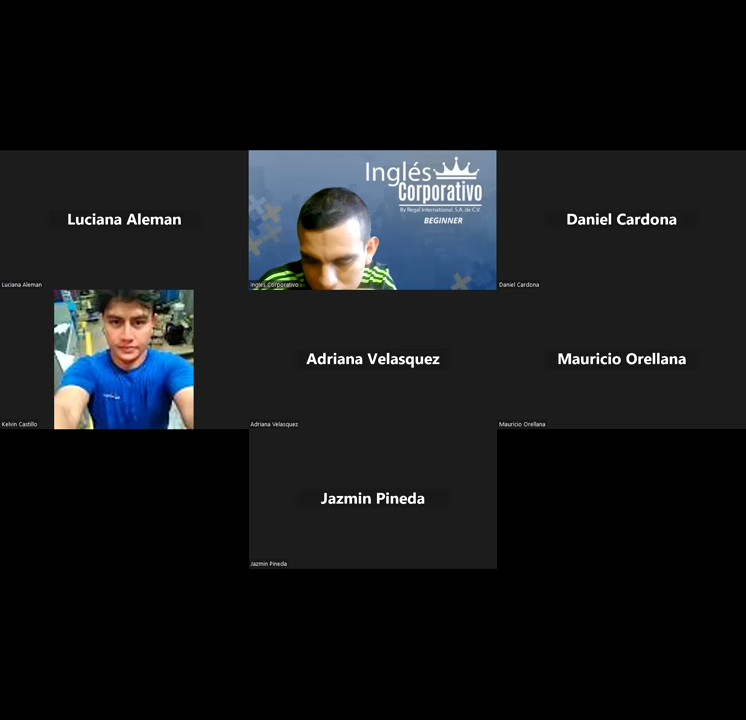 Luciana Aleman
Luciana Aleman
Inglés
Corporativo
By Regal International, S.A. de C.V.
BEGINNER
Inglés Corporativo
Daniel Cardona
Daniel Cardona
Kelvin Castillo
Adriana Velasquez
Adriana Velasquez
Mauricio Orellana
Mauricio Orellana
Jazmin Pineda
Jazmin Pineda